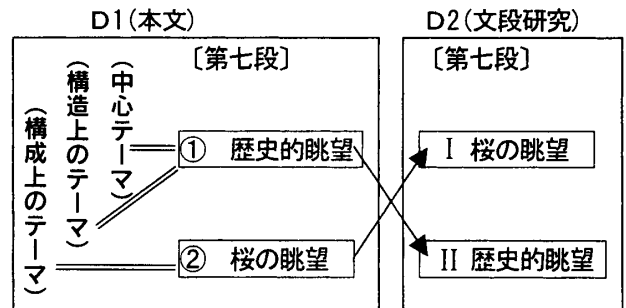 D1(本文)
D2(文段研究)
〔第七段〕
〔第七段〕
(中心テーマ)
(構造上のテーマ)
(構成上のテーマ)
① 歴史的眺望
② 桜の眺望
I 桜の眺望
II 歴史的眺望